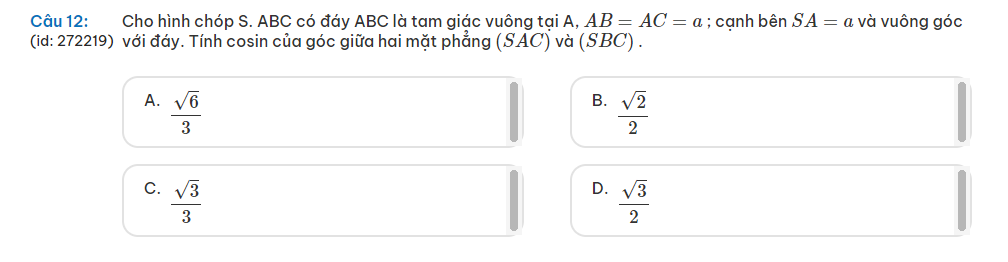 Câu 12: Cho hình chóp S. ABC có đáy ABC là tam giác vuông tại A, $AB = AC = a$ ; cạnh bên $SA = a$ và vuông góc
(id: 272219) với đáy. Tính cosin của góc giữa hai mặt phẳng $(SAC)$ và $(SBC)$ .
A. $\frac{\sqrt{6}}{3}$ B. $\frac{\sqrt{2}}{2}$
C. $\frac{\sqrt{3}}{3}$ D. $\frac{\sqrt{3}}{2}$